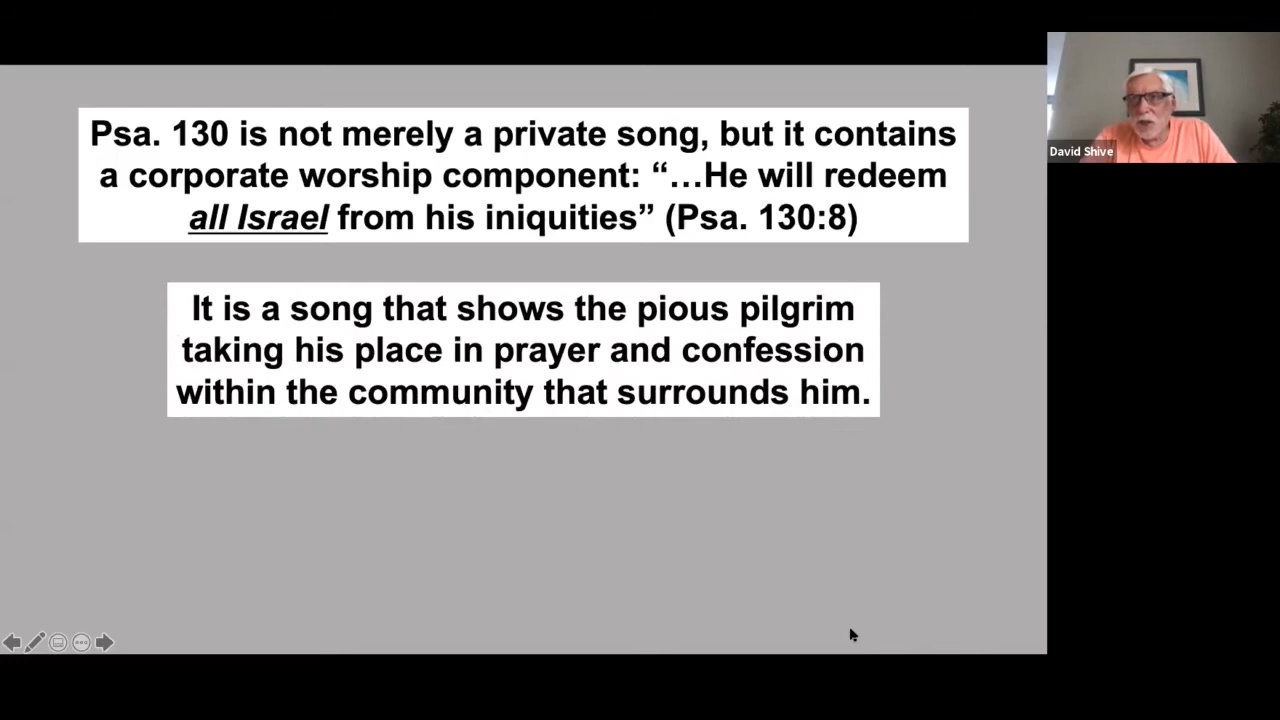 Psa. 130 is not merely a private song, but it contains
a corporate worship component: “…He will redeem
all Israel from his iniquities” (Psa. 130:8)
It is a song that shows the pious pilgrim
taking his place in prayer and confession
within the community that surrounds him.
David Shive